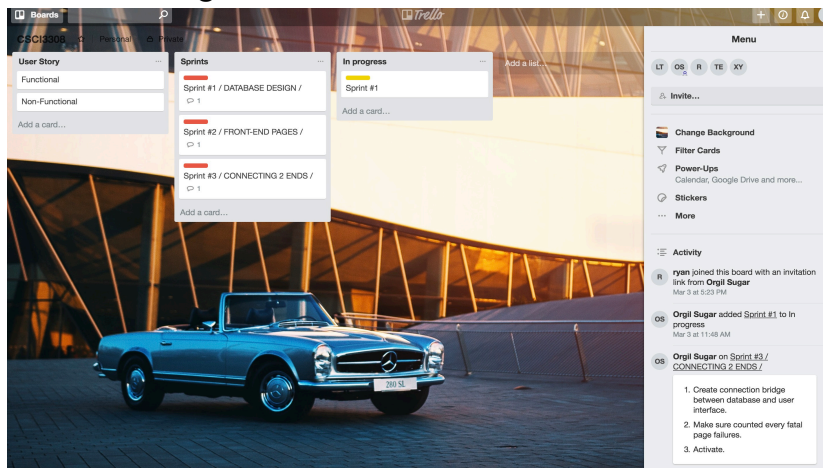 Boards
Trello
CSCI3308 Personal Private
User Story
Functional
Non-Functional
Add a card...
Sprints
Sprint #1 / DATABASE DESIGN /
1
Sprint #2 / FRONT-END PAGES /
1
Sprint #3 / CONNECTING 2 ENDS /
1
Add a card...
In progress
Sprint #1
Add a card...
Add a list...
280 SL
Menu
LT OS R TE XY
R
Invite...
Change Background
Filter Cards
Power-Ups
Calendar, Google Drive and more...
Stickers
More
Activity
R
ryan joined this board with an invitation
link from Orgil Sugar
Mar 3 at 5:23 PM
OS
Orgil Sugar added Sprint #1 to In
progress
Mar 3 at 11:48 AM
OS
Orgil Sugar on Sprint #3 /
CONNECTING 2 ENDS /
1. Create connection bridge
between database and user
interface.
2. Make sure counted every fatal
page failures.
3. Activate.